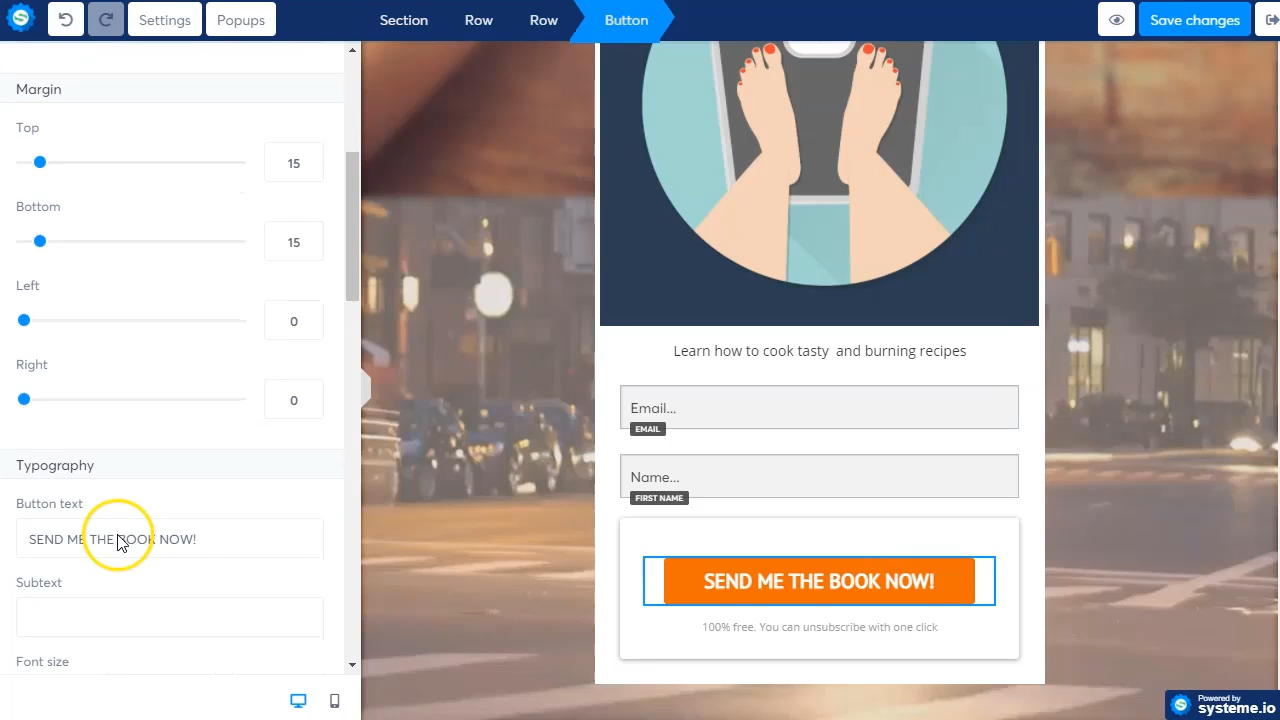 Settings
Popups
Section
Row
Row
Button
Save changes
Margin
Top
15
Bottom
15
Left
0
Right
0
Typography
Button text
SEND ME THE BOOK NOW!
Subtext
Font size
Learn how to cook tasty and burning recipes
Email...
EMAIL
Name...
FIRST NAME
SEND ME THE BOOK NOW!
100% free. You can unsubscribe with one click
Powered by
systeme.io